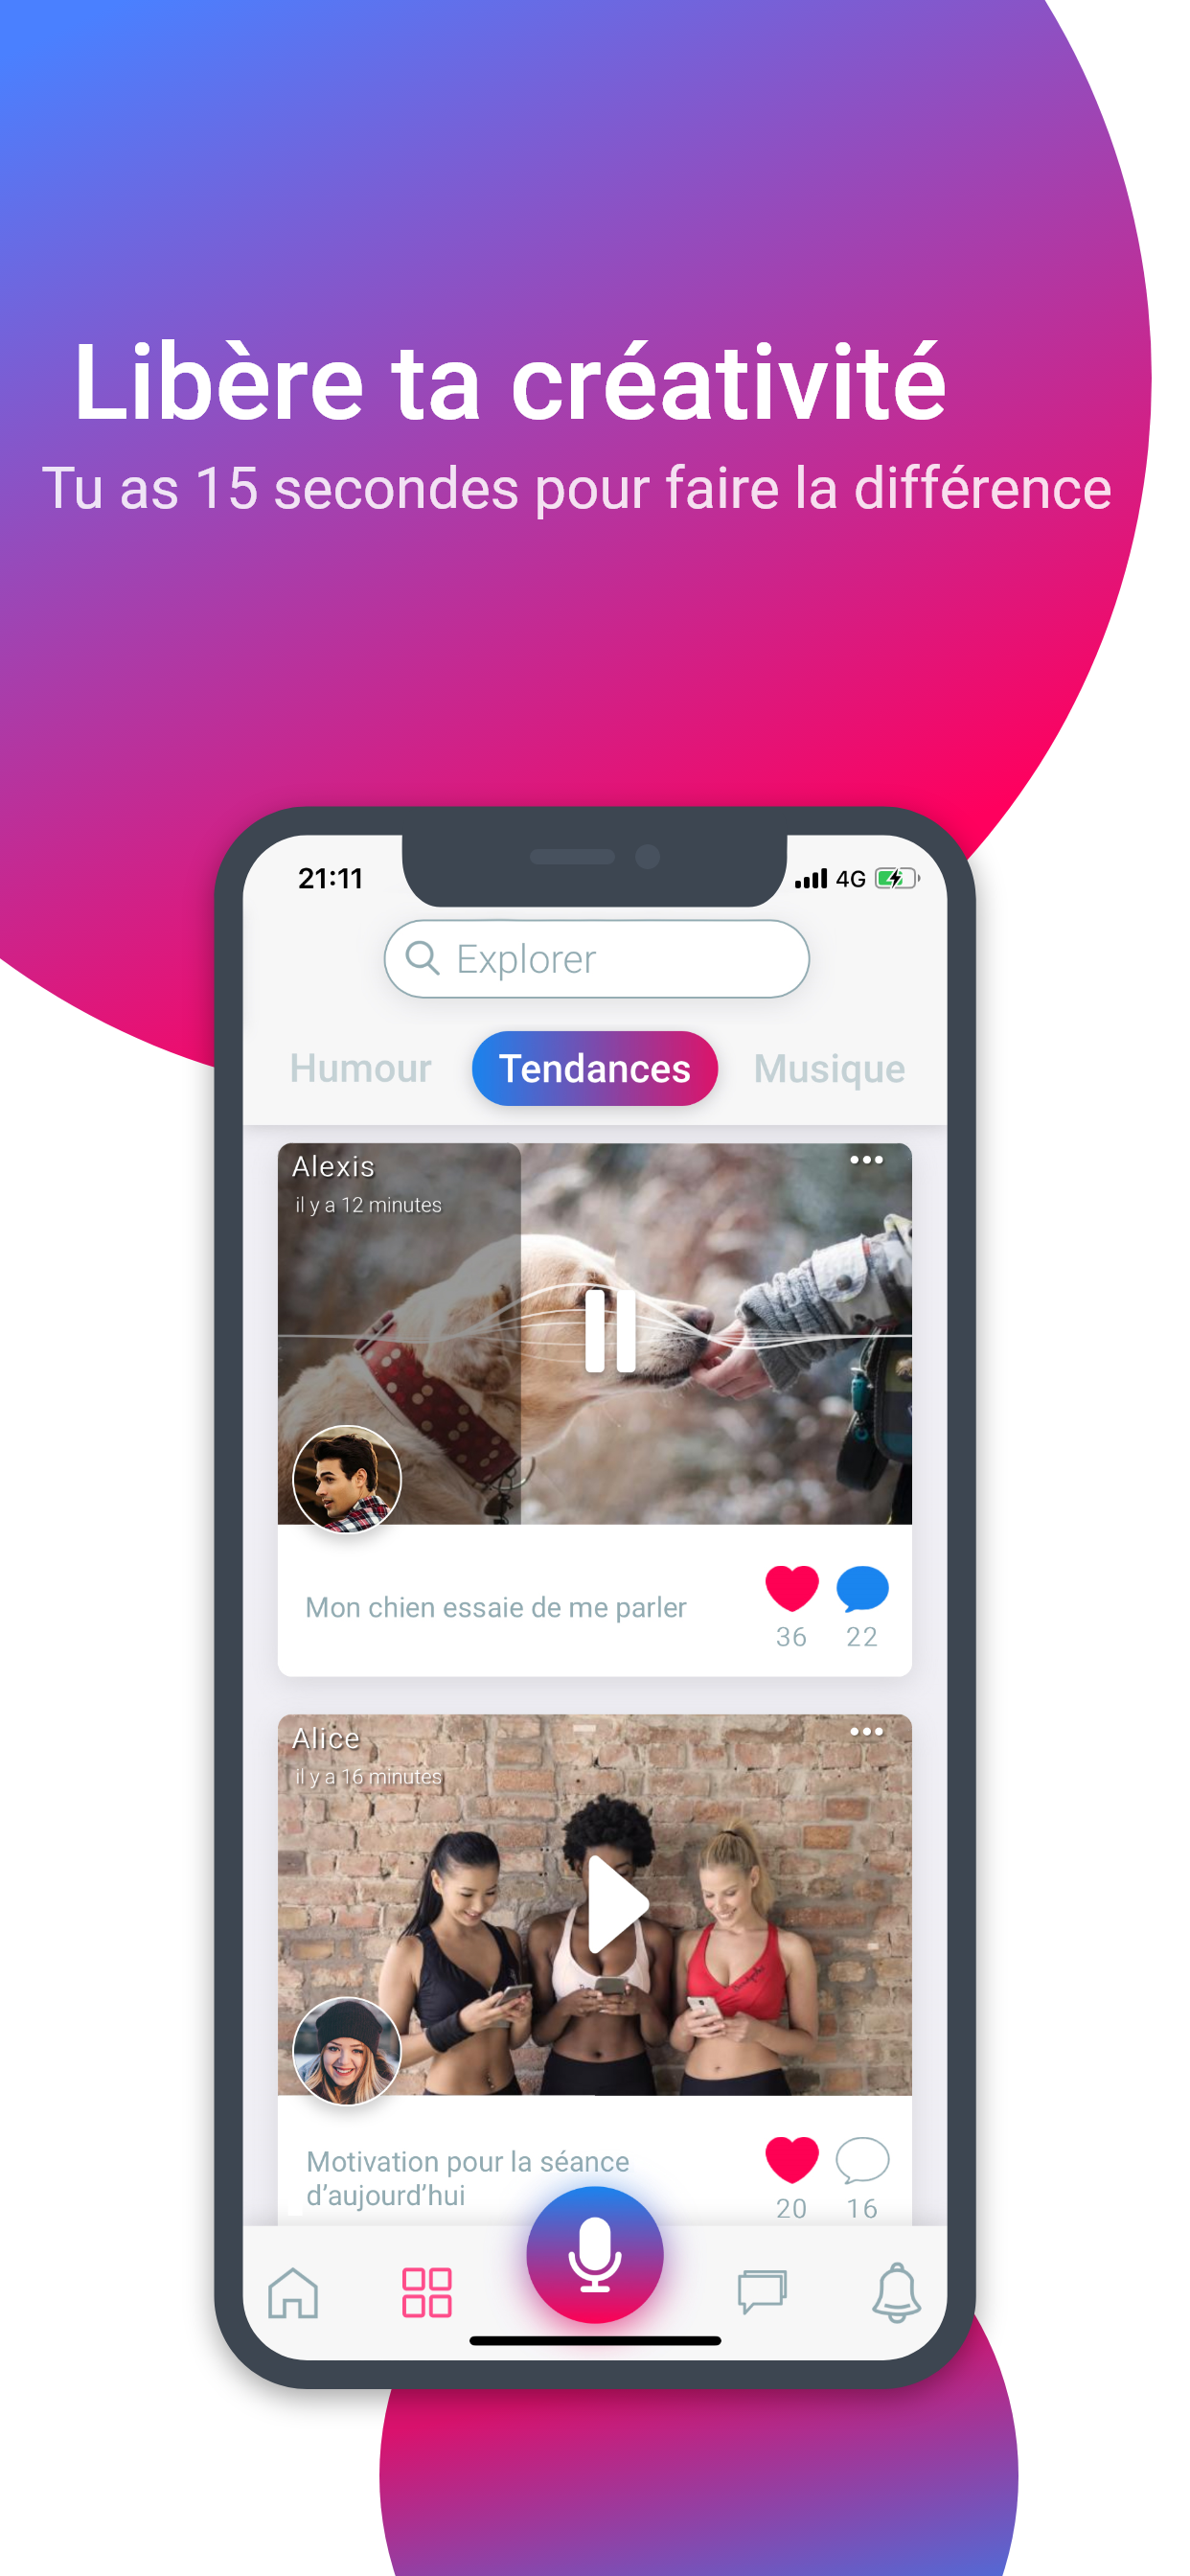 Libère ta créativité
Tu as 15 secondes pour faire la différence
21:11
4G
Explorer
Humour
Tendances
Musique
Alexis
il y a 12 minutes
Mon chien essaie de me parler
36
22
Alice
il y a 16 minutes
Motivation pour la séance
d’aujourd’hui
20
16